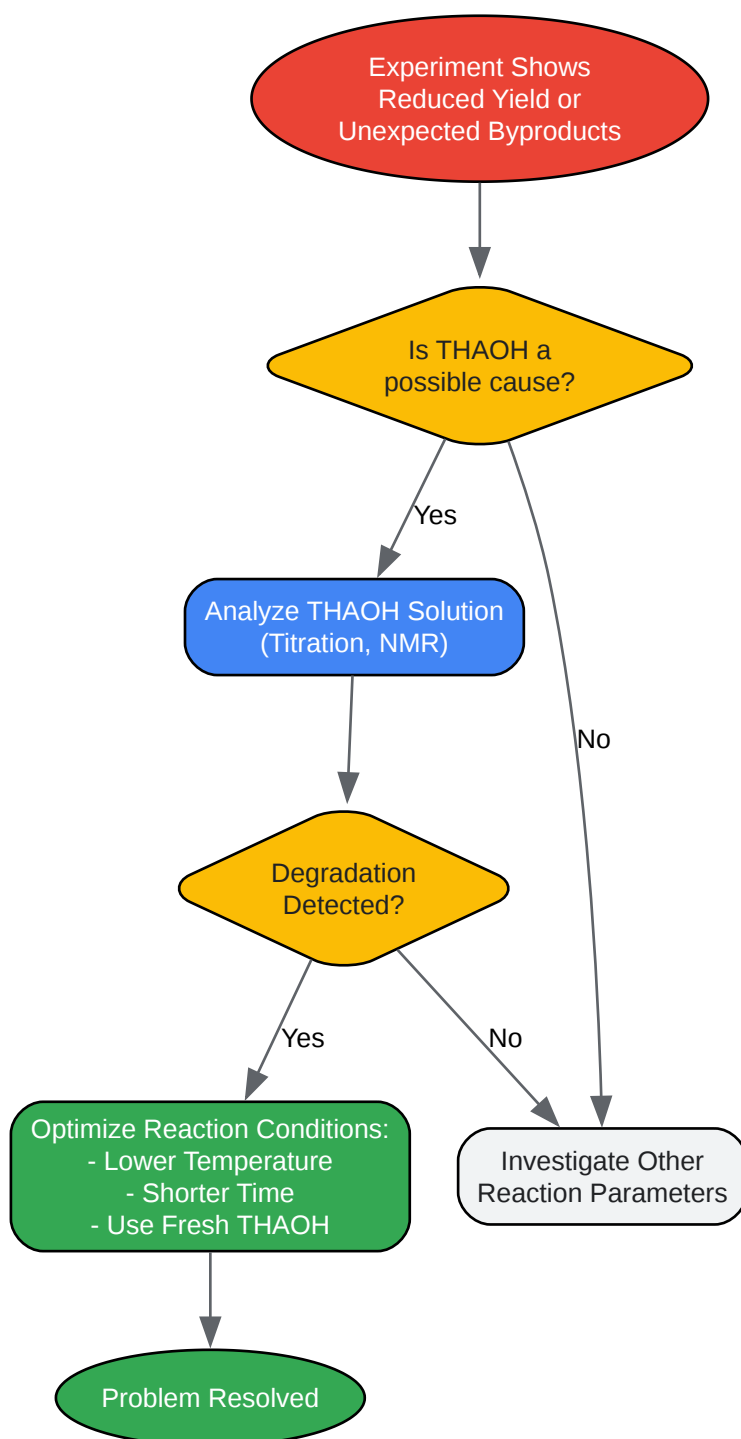 Experiment Shows
Reduced Yield or
Unexpected Byproducts
Is THAOH a
possible cause?
Yes
Analyze THAOH Solution
(Titration, NMR)
No
Degradation
Detected?
Yes
No
Optimize Reaction Conditions:
- Lower Temperature
- Shorter Time
- Use Fresh THAOH
Investigate Other
Reaction Parameters
Problem Resolved